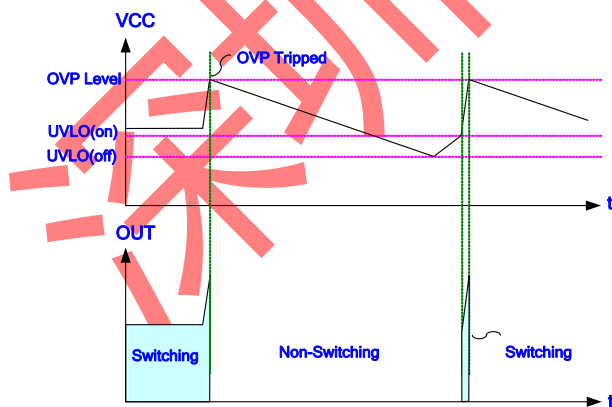 VCC
OVP Tripped
OVP Level
UVLO(on)
UVLO(off)
t
OUT
Switching
Non-Switching
Switching
t